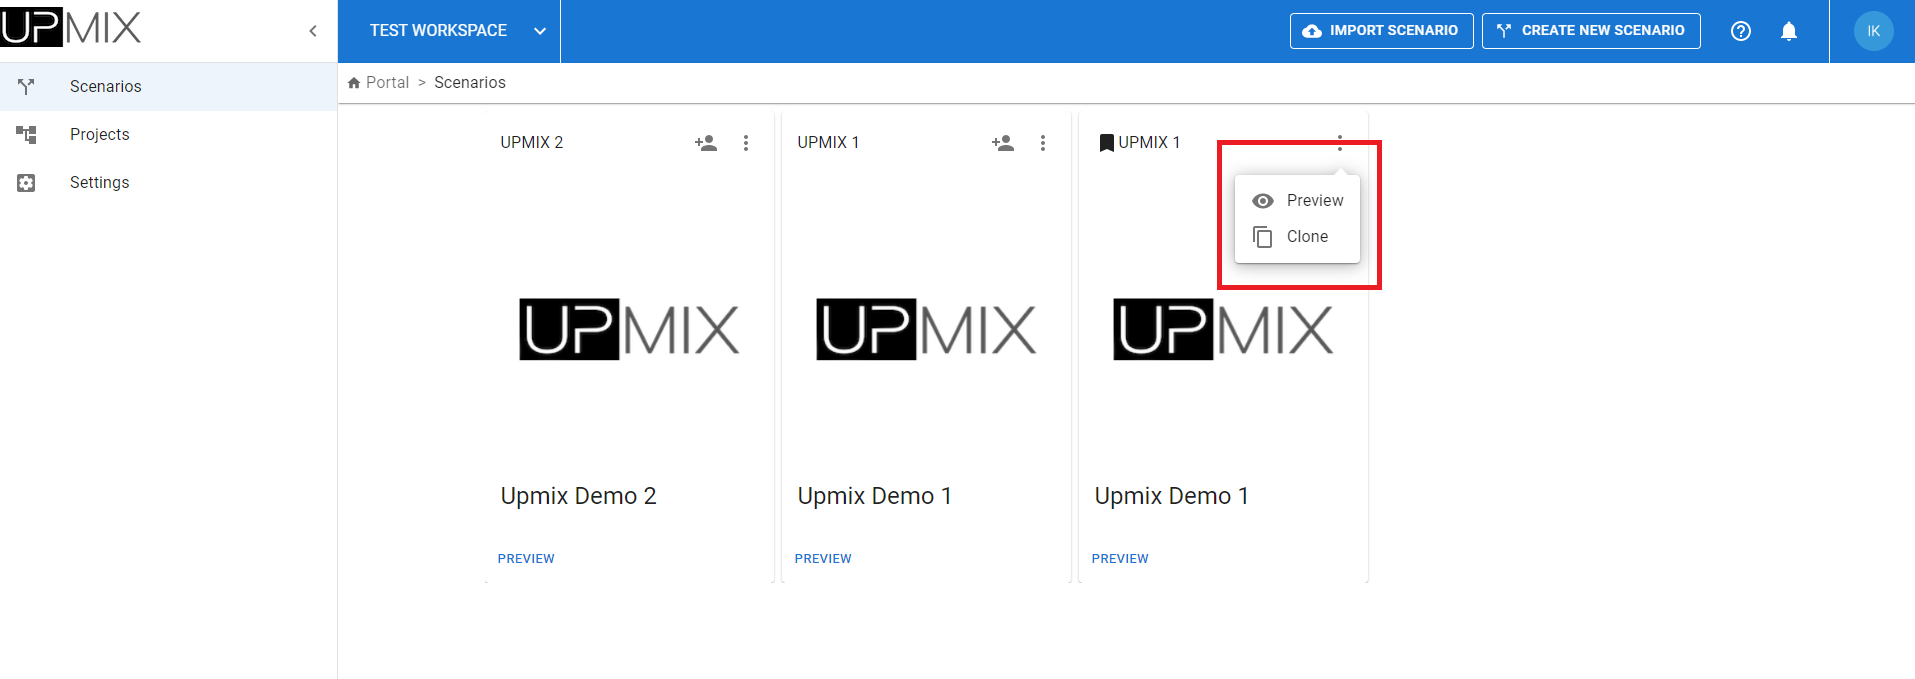 UPMIX
TEST WORKSPACE
IMPORT SCENARIO
CREATE NEW SCENARIO
IK
Scenarios
Projects
Settings
Portal > Scenarios
UPMIX 2
UPMIX
Upmix Demo 2
PREVIEW
UPMIX 1
UPMIX
Upmix Demo 1
PREVIEW
UPMIX 1
Preview
Clone
UPMIX
Upmix Demo 1
PREVIEW